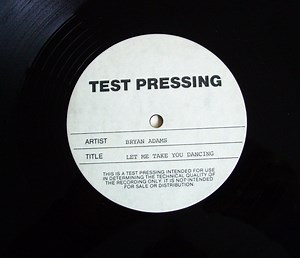 TEST PRESSING
ARTIST BRYAN ADAMS
TITLE LET ME TAKE YOU DANCING
THIS IS A TEST PRESSING INTENDED FOR USE
IN DETERMINING THE TECHNICAL QUALITY OF
THE RECORDING ONLY. IT IS NOT INTENDED
FOR SALE OR DISTRIBUTION.